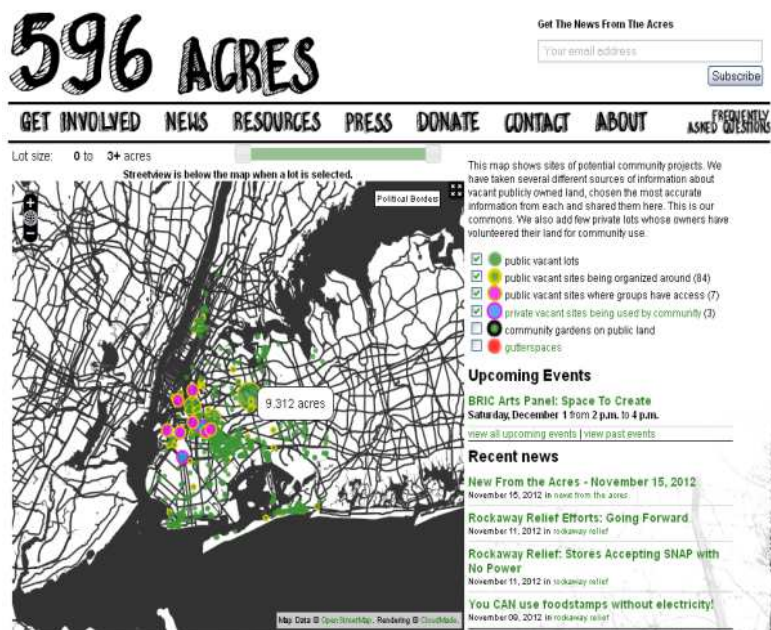 596 ACRES
Get The News From The Acres
Your email address
Subscribe
GET INVOLVED NEWS RESOURCES PRESS DONATE CONTACT ABOUT FREQUENTLY ASKED QUESTIONS
Lot size: 0 to 3+ acres
Streetview is below the map when a lot is selected.
Political Borders
9.312 acres
Map Data © OpenStreetMap. Rendering © CloudMade.
This map shows sites of potential community projects. We
have taken several different sources of information about
vacant publicly owned land, chosen the most accurate
information from each and shared them here. This is our
commons. We also add few private lots whose owners have
volunteered their land for community use.
public vacant lots
public vacant sites being organized around (84)
public vacant sites where groups have access (7)
private vacant sites being used by community (3)
community gardens on public land
gutterspaces
Upcoming Events
BRIC Arts Panel: Space To Create
Saturday, December 1 from 2 p.m. to 4 p.m.
view all upcoming events | view past events
Recent news
New From the Acres - November 15, 2012
November 16, 2012 in news from the acres
Rockaway Relief Efforts: Going Forward
November 11, 2012 in rockaway relief
Rockaway Relief: Stores Accepting SNAP with
No Power
November 11, 2012 in rockaway relief
You CAN use foodstamps without electricity!
November 09, 2012 in rockaway relief